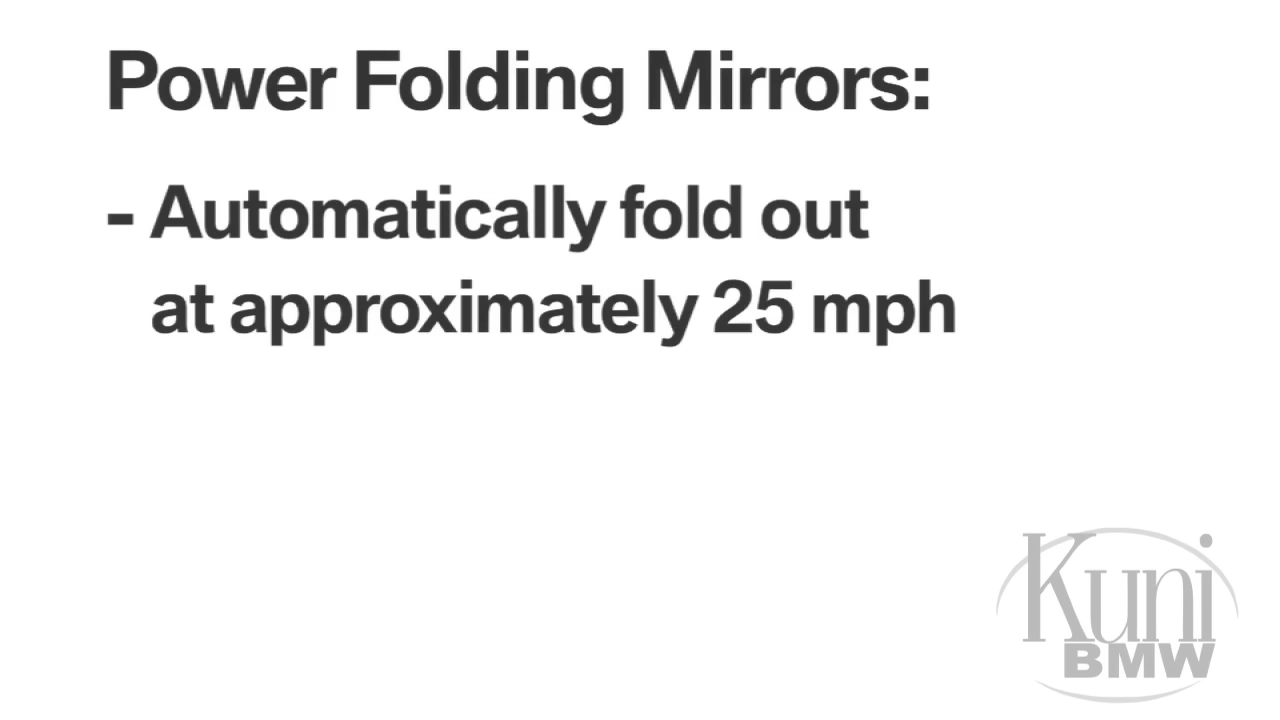 Power Folding Mirrors:
- Automatically fold out
at approximately 25 mph
Kuni
BMW